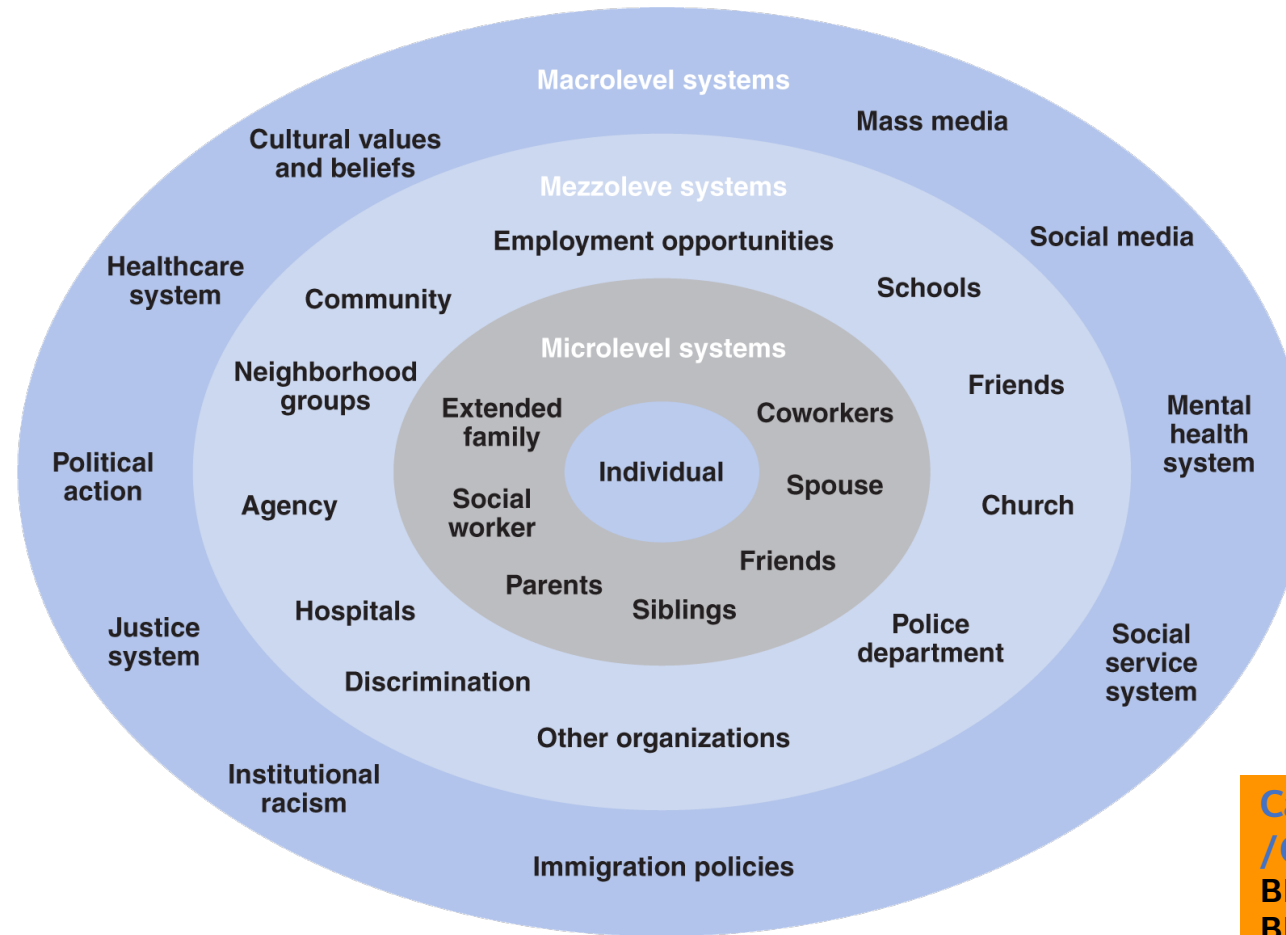 Macrolevel systems
Mass media
Cultural values
and beliefs
Mezzoleve systems
Employment opportunities
Social media
Healthcare
system
Community
Schools
Microlevel systems
Neighborhood
groups
Friends
Extended
family
Coworkers
Mental
health
system
Political
action
Individual
Agency
Social
worker
Spouse
Church
Friends
Parents
Siblings
Hospitals
Justice
system
Police
department
Social
service
system
Discrimination
Other organizations
Institutional
racism
Immigration policies